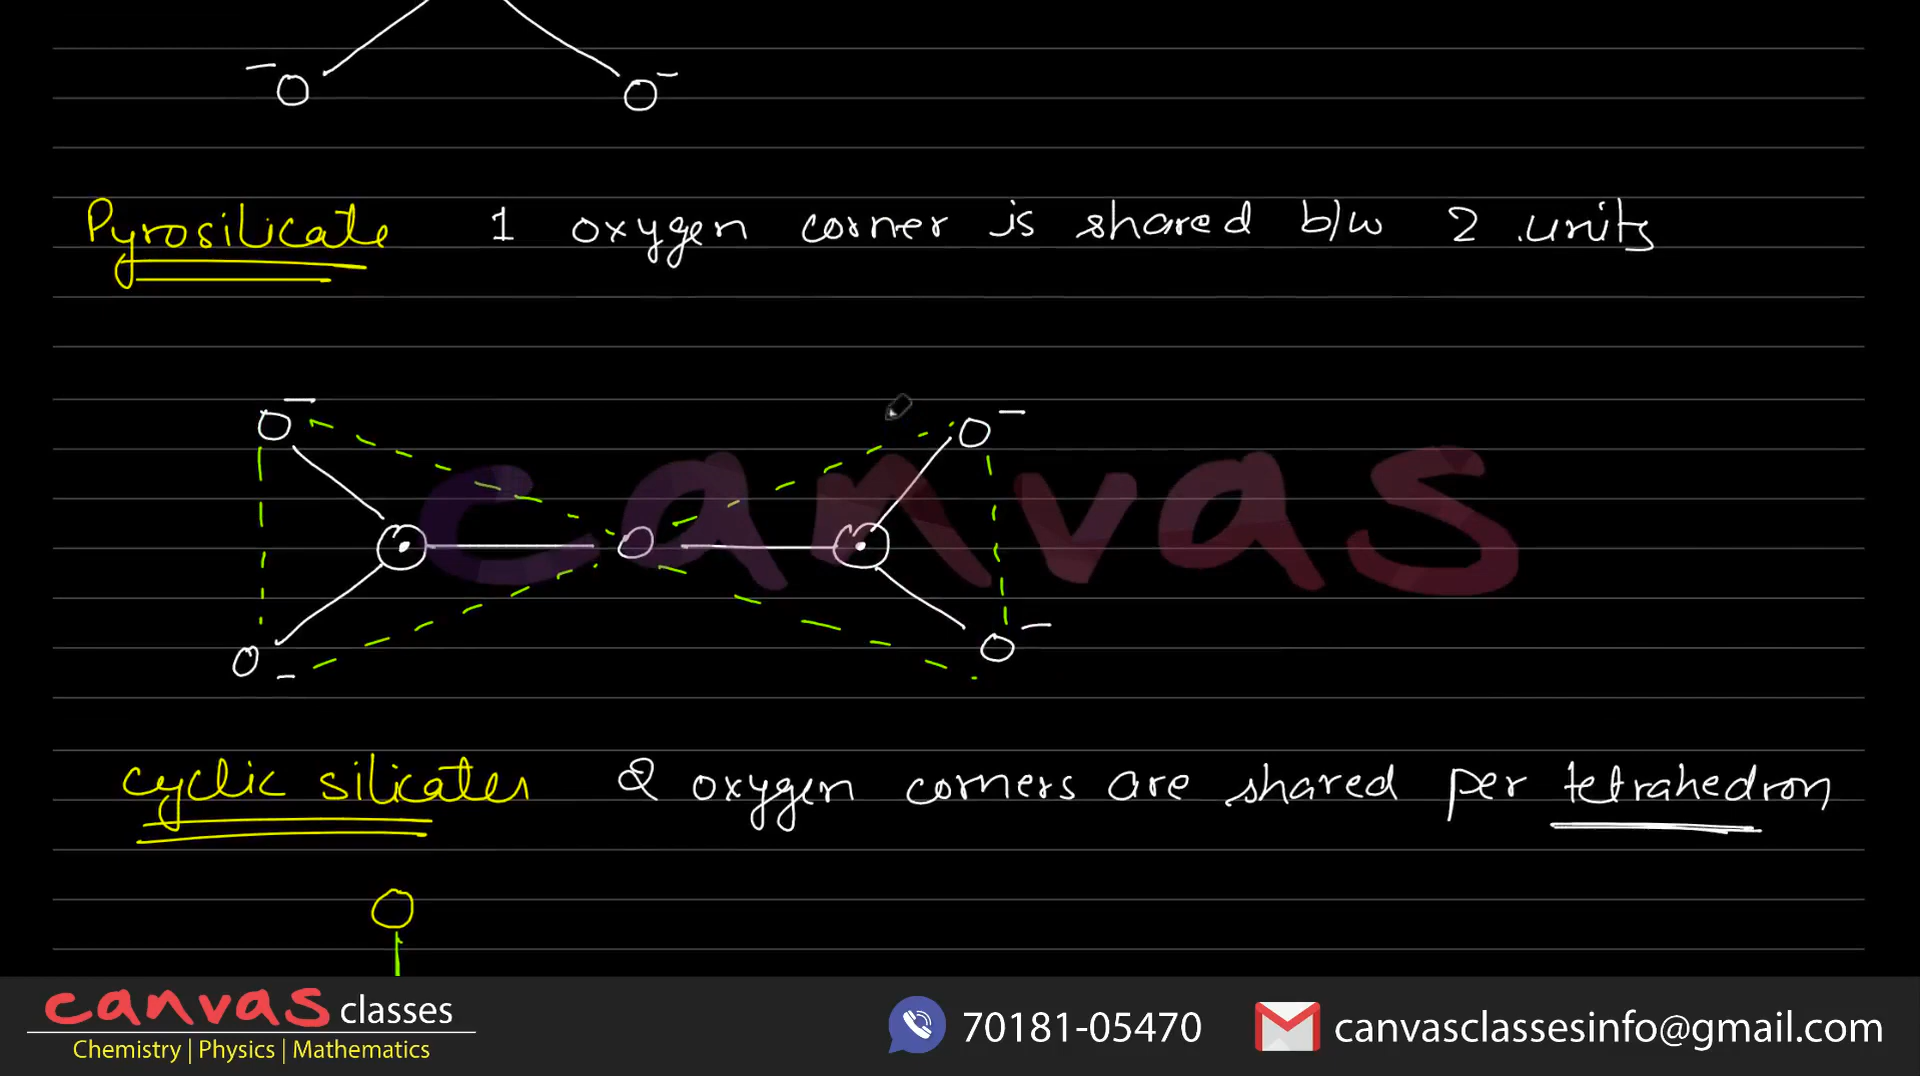 ⁻O O⁻
Pyrosilicate 1 oxygen corner is shared b/w 2 units
O⁻ O⁻
O O
canvas
O⁻ O⁻
cyclic silicates 2 oxygen corners are shared per tetrahedron
O
canvas classes
Chemistry | Physics | Mathematics
70181-05470
canvasclassesinfo@gmail.com